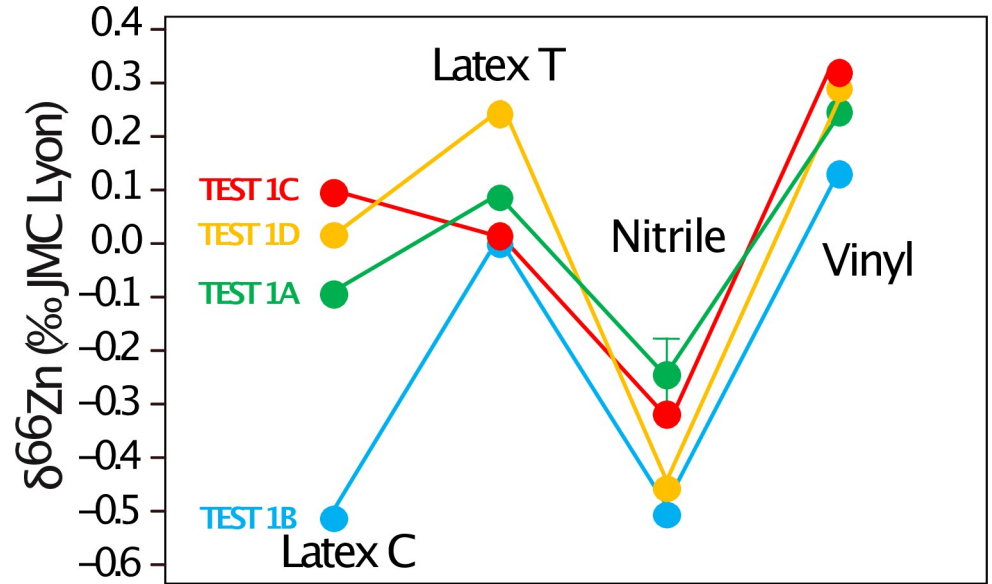 δ66Zn (‰JMC Lyon)
0.4
0.3
0.2
0.1
0.0
−0.1
−0.2
−0.3
−0.4
−0.5
−0.6
Latex T
TEST 1C
TEST 1D
Nitrile
Vinyl
TEST 1A
TEST 1B
Latex C